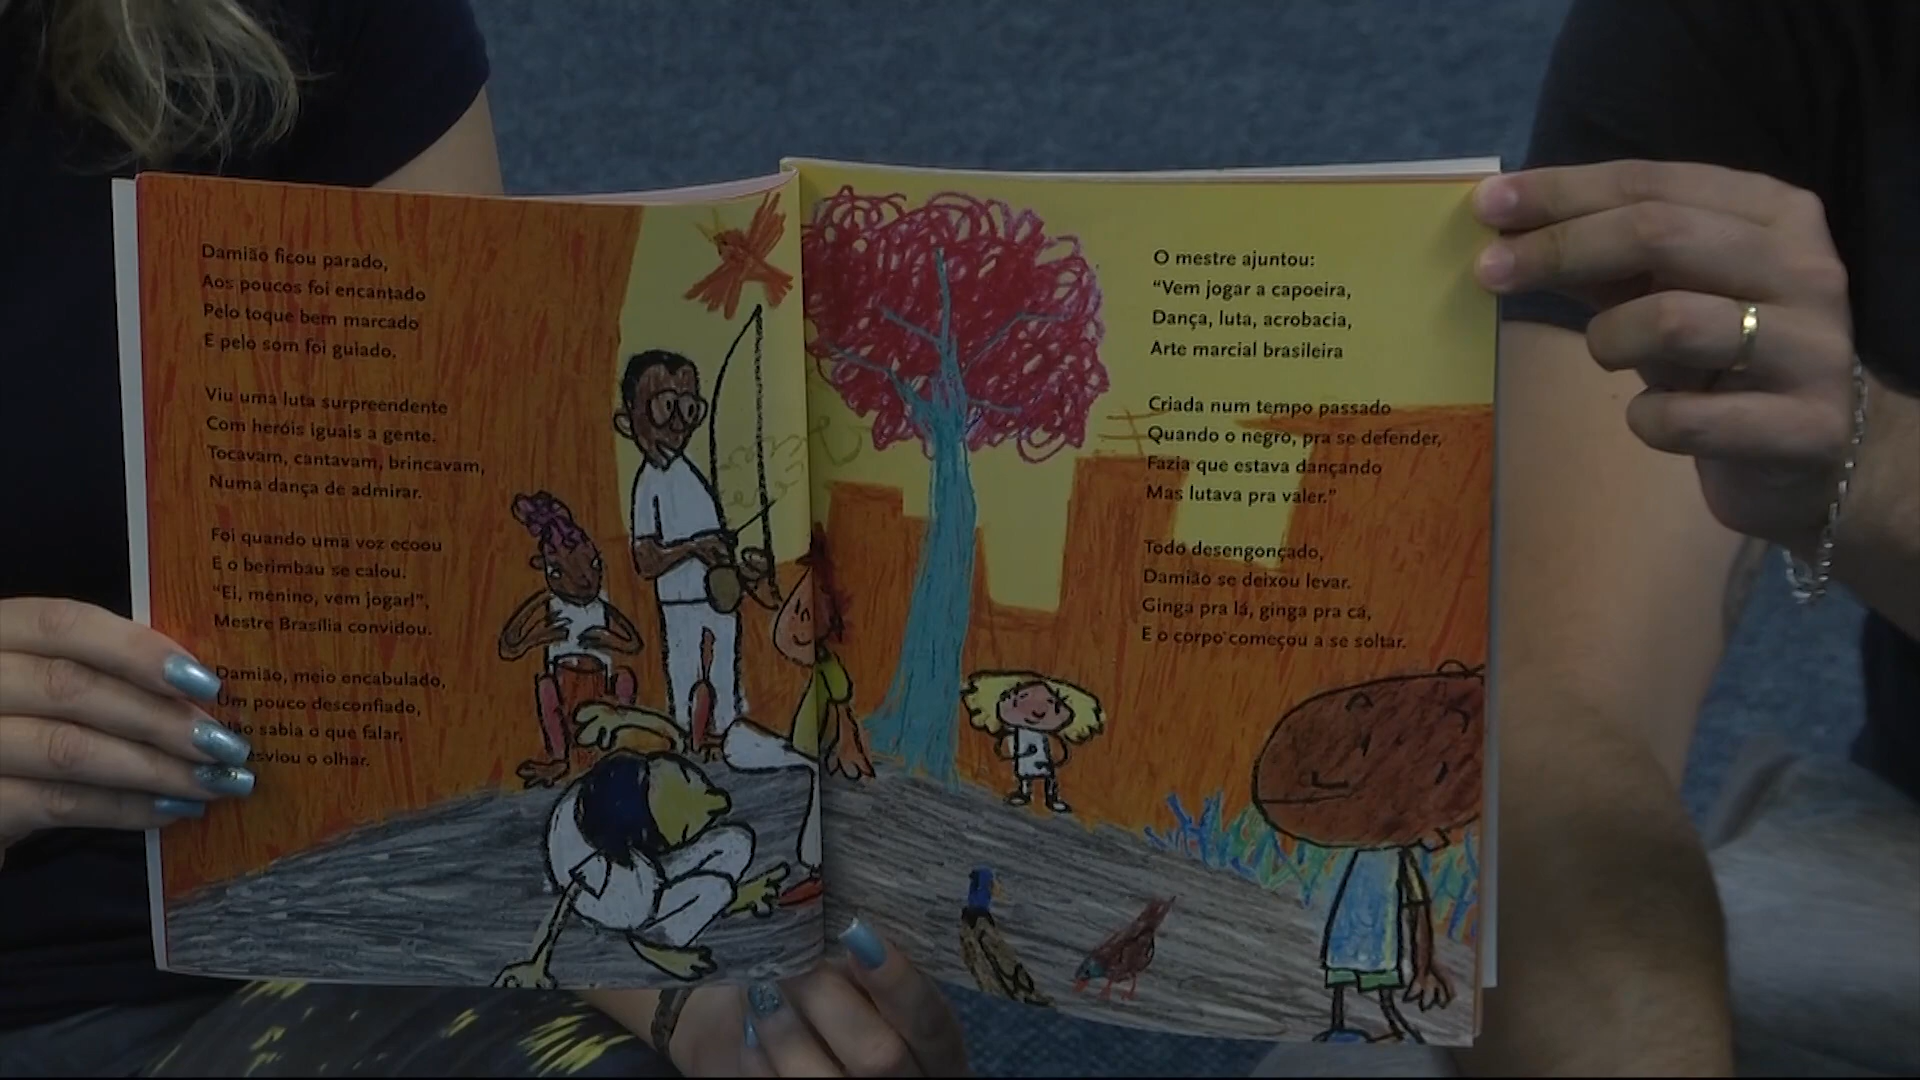 Damião ficou parado,
Aos poucos foi encantado
Pelo toque bem marcado
E pelo som foi guiado.
Viu uma luta surpreendente
Com heróis iguais a gente.
Tocavam, cantavam, brincavam,
Numa dança de admirar.
Foi quando uma voz ecoou
E o berimbau se calou.
“Ei, menino, vem jogar!”,
Mestre Brasília convidou.
Damião, meio encabulado,
Um pouco desconfiado,
Não sabia o que falar,
esviou o olhar.
O mestre ajuntou:
“Vem jogar a capoeira,
Dança, luta, acrobacia,
Arte marcial brasileira
Criada num tempo passado
Quando o negro, pra se defender,
Fazia que estava dançando
Mas lutava pra valer.”
Todo desengonçado,
Damião se deixou levar.
Ginga pra lá, ginga pra cá,
E o corpo começou a se soltar.